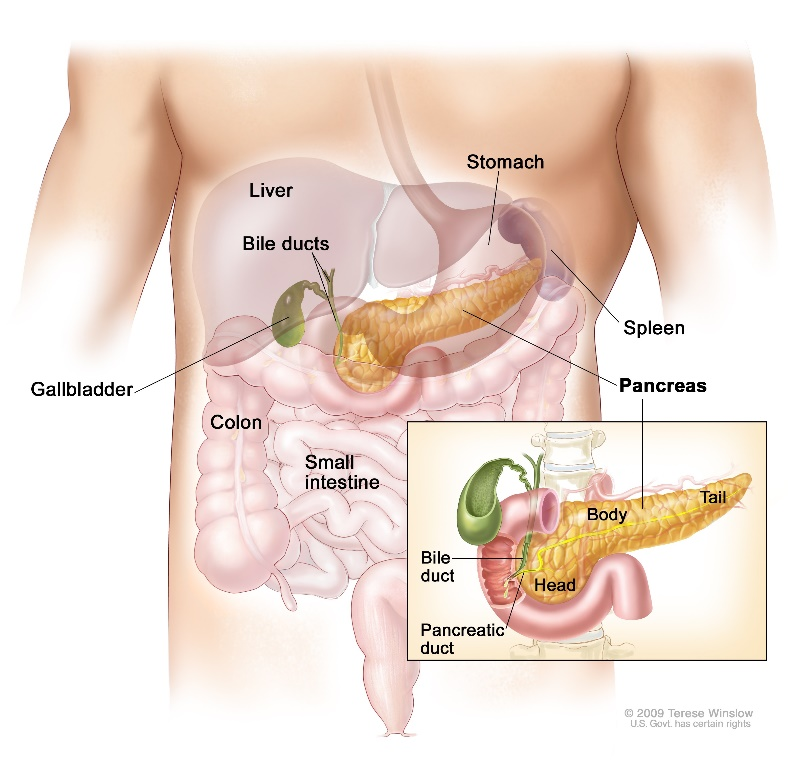 Stomach
Liver
Bile ducts
Spleen
Pancreas
Gallbladder
Colon
Small
intestine
Tail
Body
Bile
duct
Head
Pancreatic
duct
© 2009 Terese Winslow
U.S. Govt. has certain rights